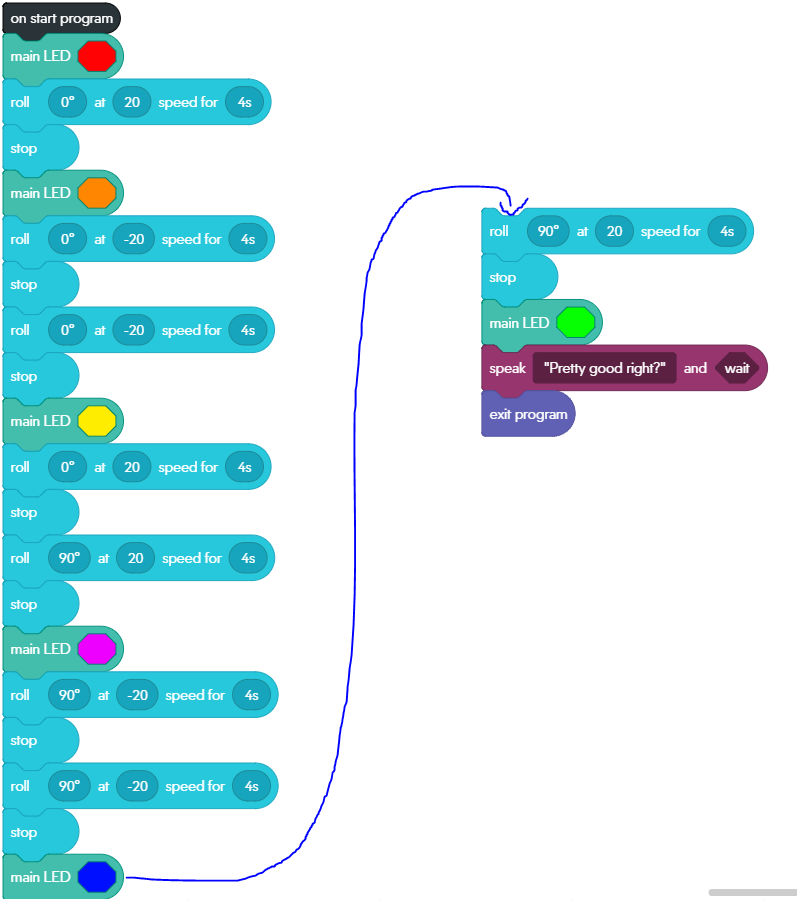 on start program
main LED
roll 0° at 20 speed for 4s
stop
main LED
roll 0° at -20 speed for 4s
stop
roll 0° at -20 speed for 4s
stop
main LED
roll 0° at 20 speed for 4s
stop
roll 90° at 20 speed for 4s
stop
main LED
roll 90° at -20 speed for 4s
stop
roll 90° at -20 speed for 4s
stop
main LED
roll 90° at 20 speed for 4s
stop
main LED
speak "Pretty good right?" and wait
exit program